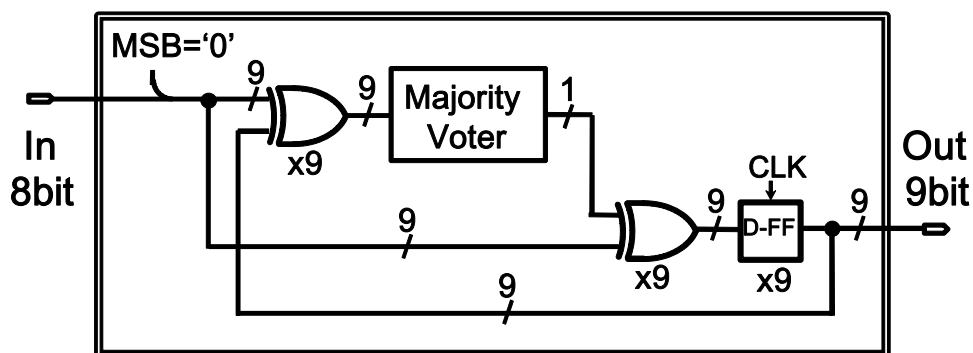 MSB=‘0’
In
8bit
9
x9
9
Majority
Voter
1
9
x9
9
CLK
D-FF
x9
9
Out
9bit
9